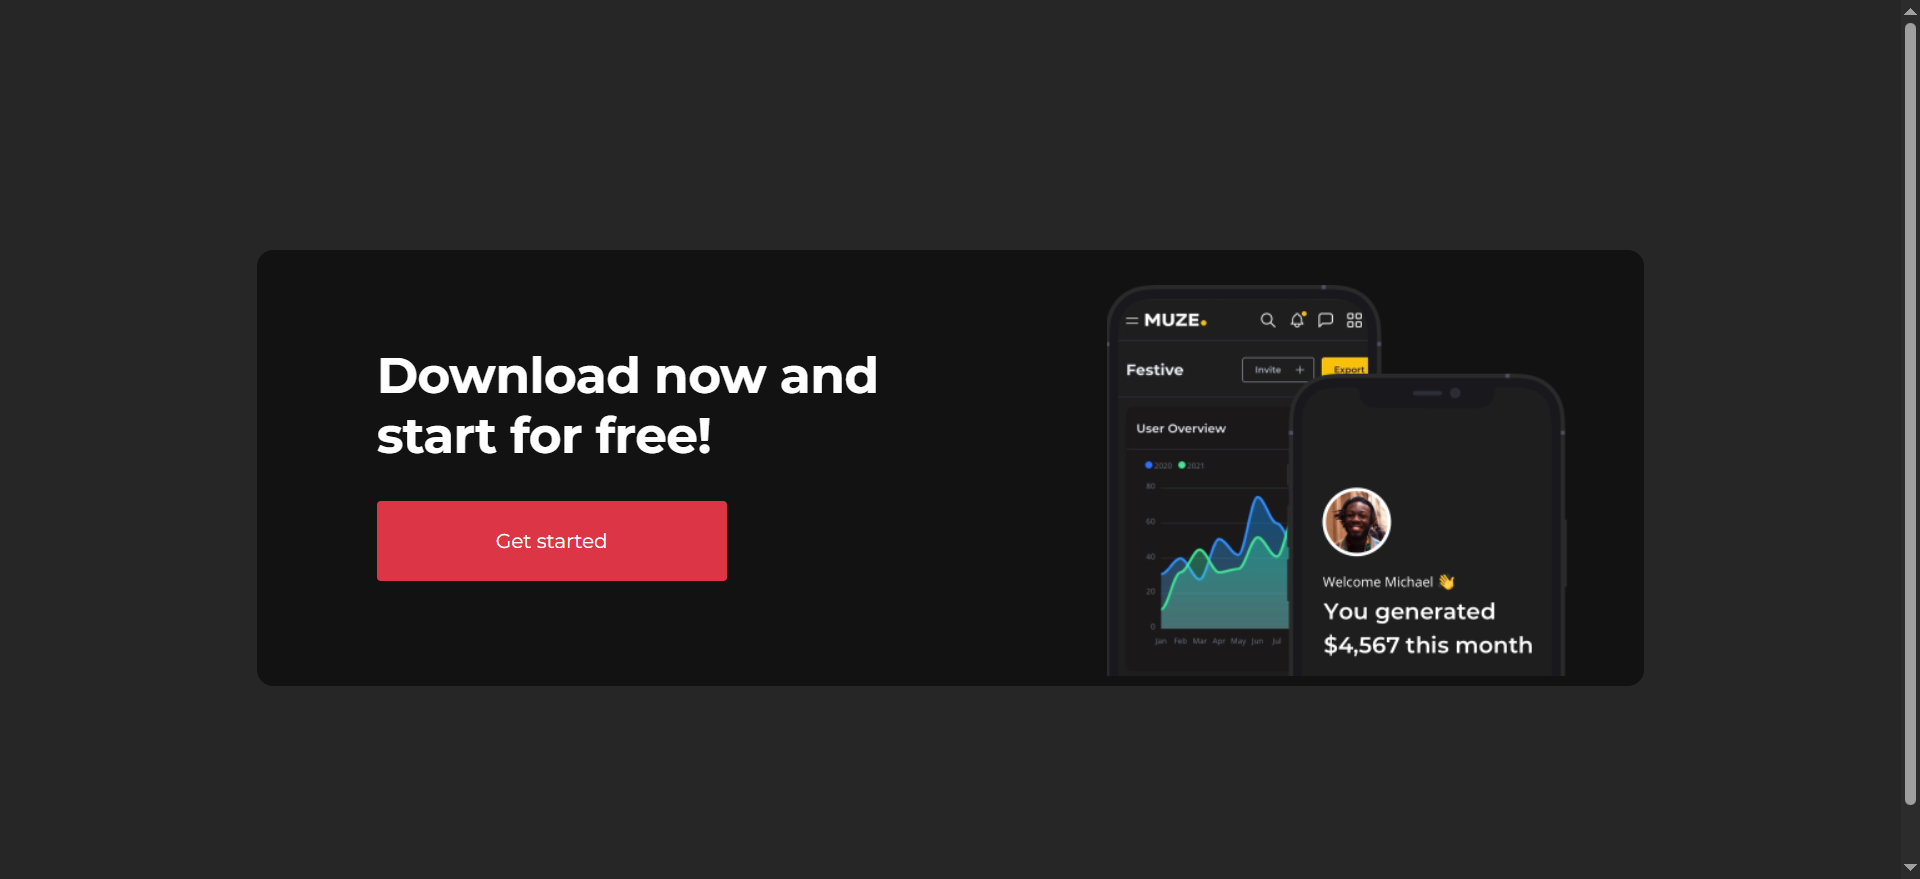 Download now and
start for free!
Get started
MUZE.
Festive
Invite +
Export
User Overview
2020 2021
80
60
40
20
0
Jan Feb Mar Apr May Jun Jul
Welcome Michael 👋
You generated
$4,567 this month